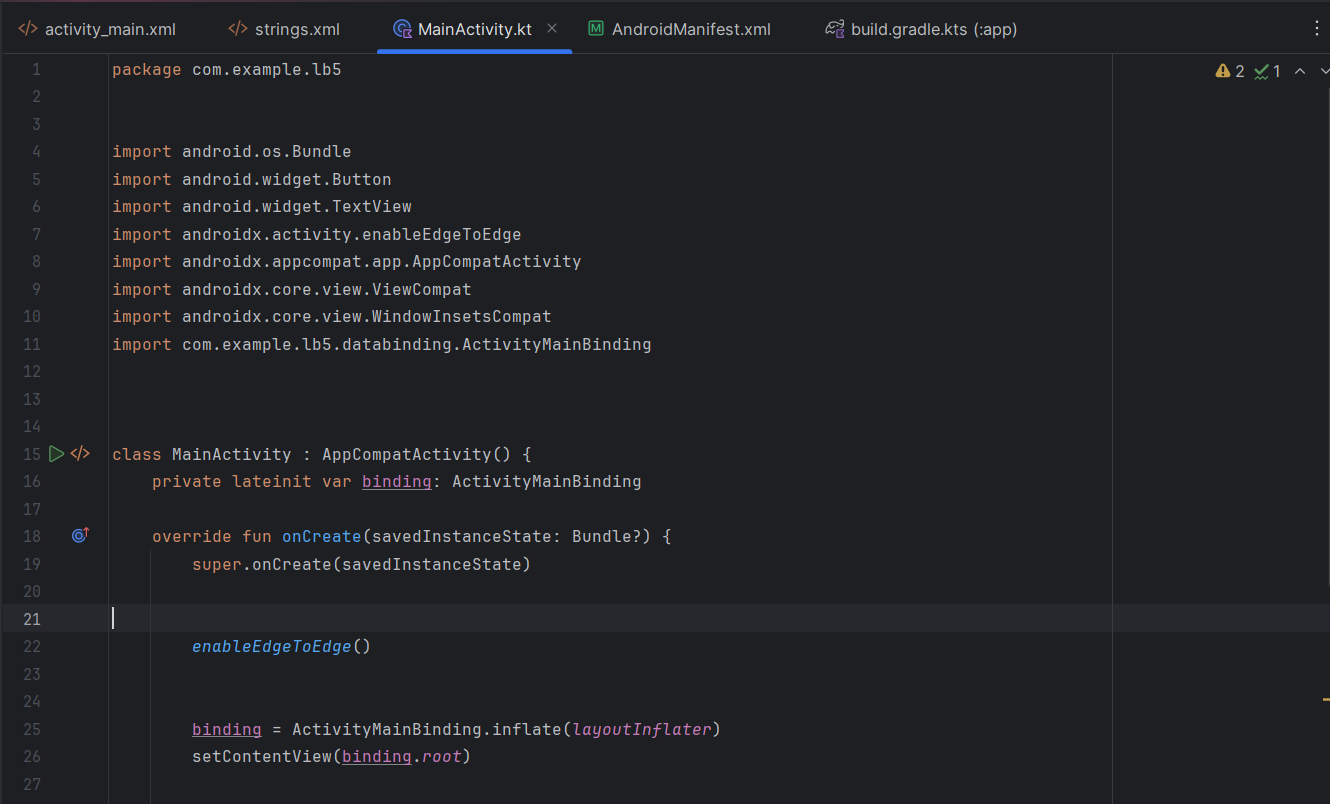 activity_main.xml strings.xml MainActivity.kt AndroidManifest.xml build.gradle.kts (:app)
2 1
1 package com.example.lb5
2
3
4 import android.os.Bundle
5 import android.widget.Button
6 import android.widget.TextView
7 import androidx.activity.enableEdgeToEdge
8 import androidx.appcompat.app.AppCompatActivity
9 import androidx.core.view.ViewCompat
10 import androidx.core.view.WindowInsetsCompat
11 import com.example.lb5.databinding.ActivityMainBinding
12
13
14
15 class MainActivity : AppCompatActivity() {
16     private lateinit var binding: ActivityMainBinding
17
18     override fun onCreate(savedInstanceState: Bundle?) {
19         super.onCreate(savedInstanceState)
20
21
22         enableEdgeToEdge()
23
24
25         binding = ActivityMainBinding.inflate(layoutInflater)
26         setContentView(binding.root)
27